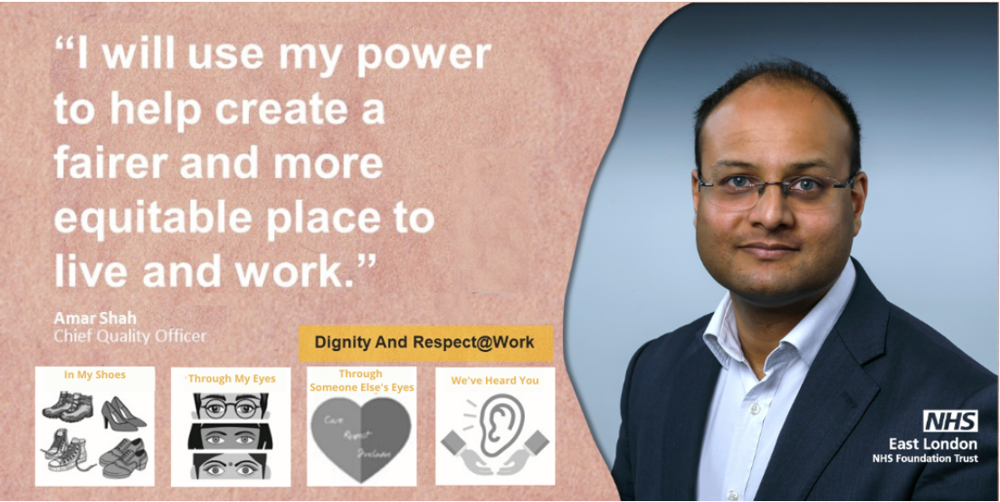 “I will use my power
to help create a
fairer and more
equitable place to
live and work.”
Amar Shah
Chief Quality Officer
Dignity And Respect@Work
In My Shoes
Through My Eyes
Through
Someone Else's Eyes
We've Heard You
Care
Respect
NHS
East London
NHS Foundation Trust